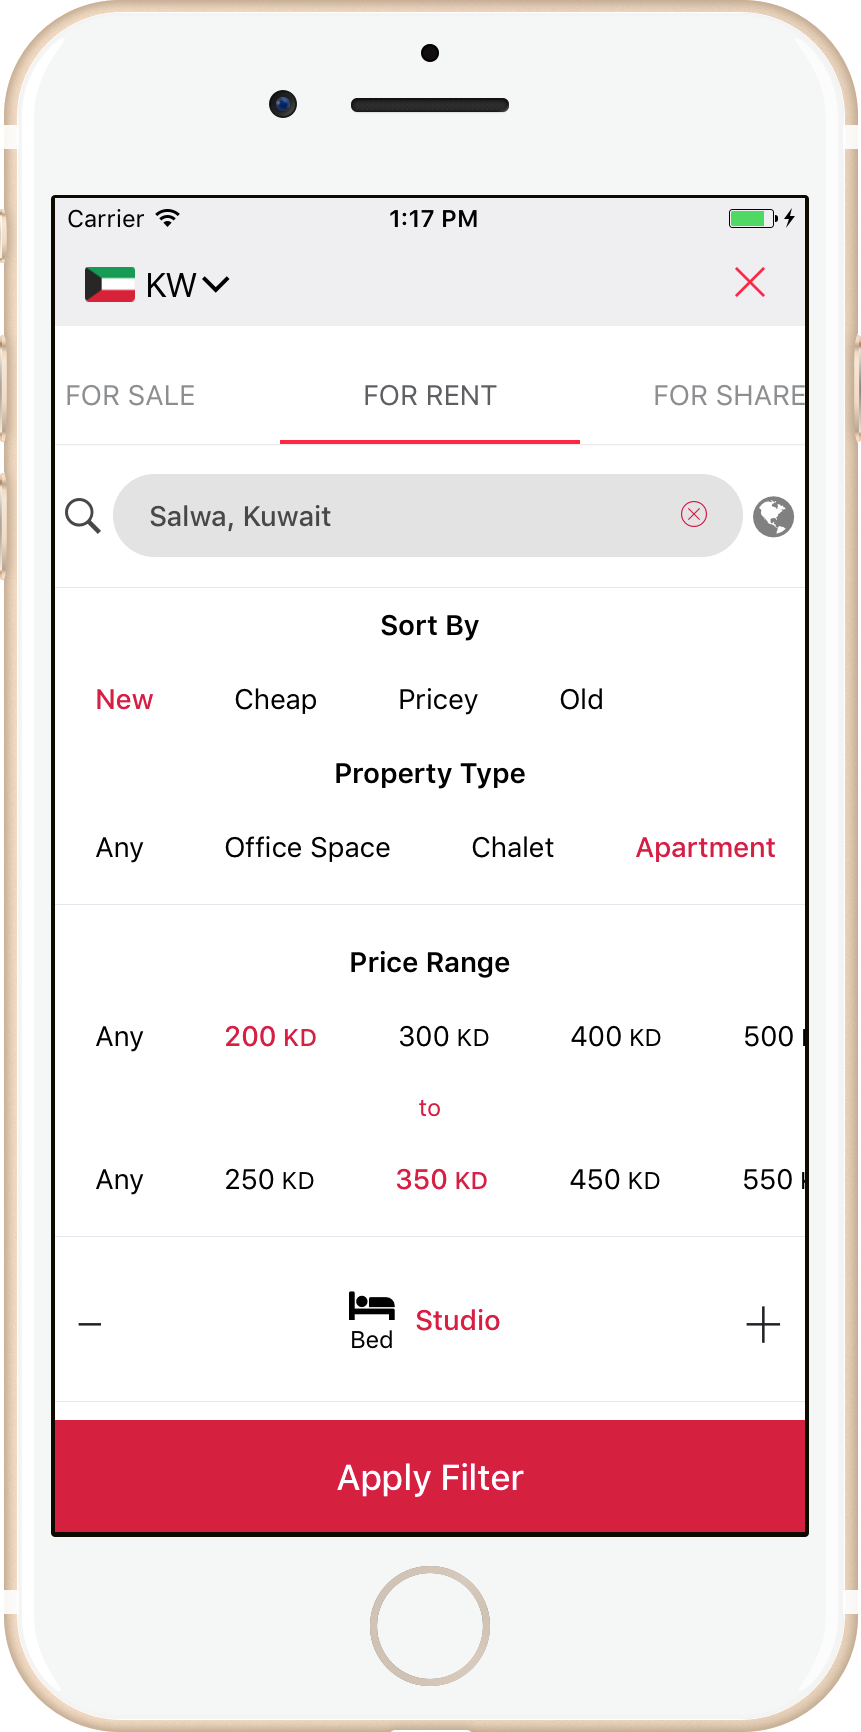 Carrier 1:17 PM
KW
FOR SALE FOR RENT FOR SHARE
Salwa, Kuwait
Sort By
New Cheap Pricey Old
Property Type
Any Office Space Chalet Apartment
Price Range
Any 200 KD 300 KD 400 KD 500
to
Any 250 KD 350 KD 450 KD 550
Studio
Bed
Apply Filter